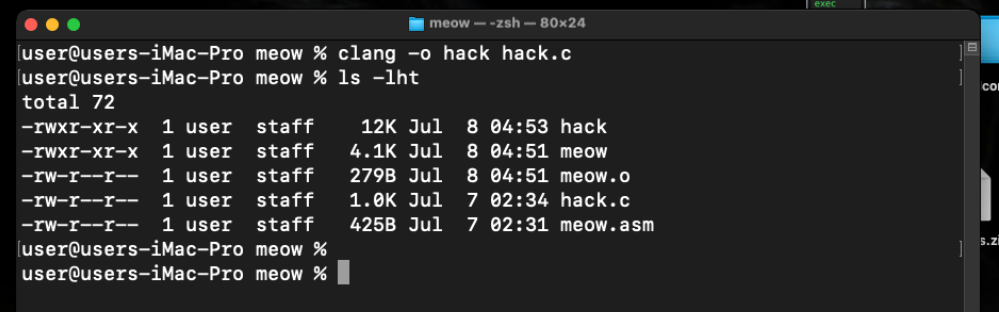 exec
meow — -zsh — 80×24
user@users-iMac-Pro meow % clang -o hack hack.c
user@users-iMac-Pro meow % ls -lht
total 72
-rwxr-xr-x  1 user  staff    12K Jul  8 04:53 hack
-rwxr-xr-x  1 user  staff   4.1K Jul  8 04:51 meow
-rw-r--r--  1 user  staff   279B Jul  8 04:51 meow.o
-rw-r--r--  1 user  staff   1.0K Jul  7 02:34 hack.c
-rw-r--r--  1 user  staff   425B Jul  7 02:31 meow.asm
user@users-iMac-Pro meow %
user@users-iMac-Pro meow %